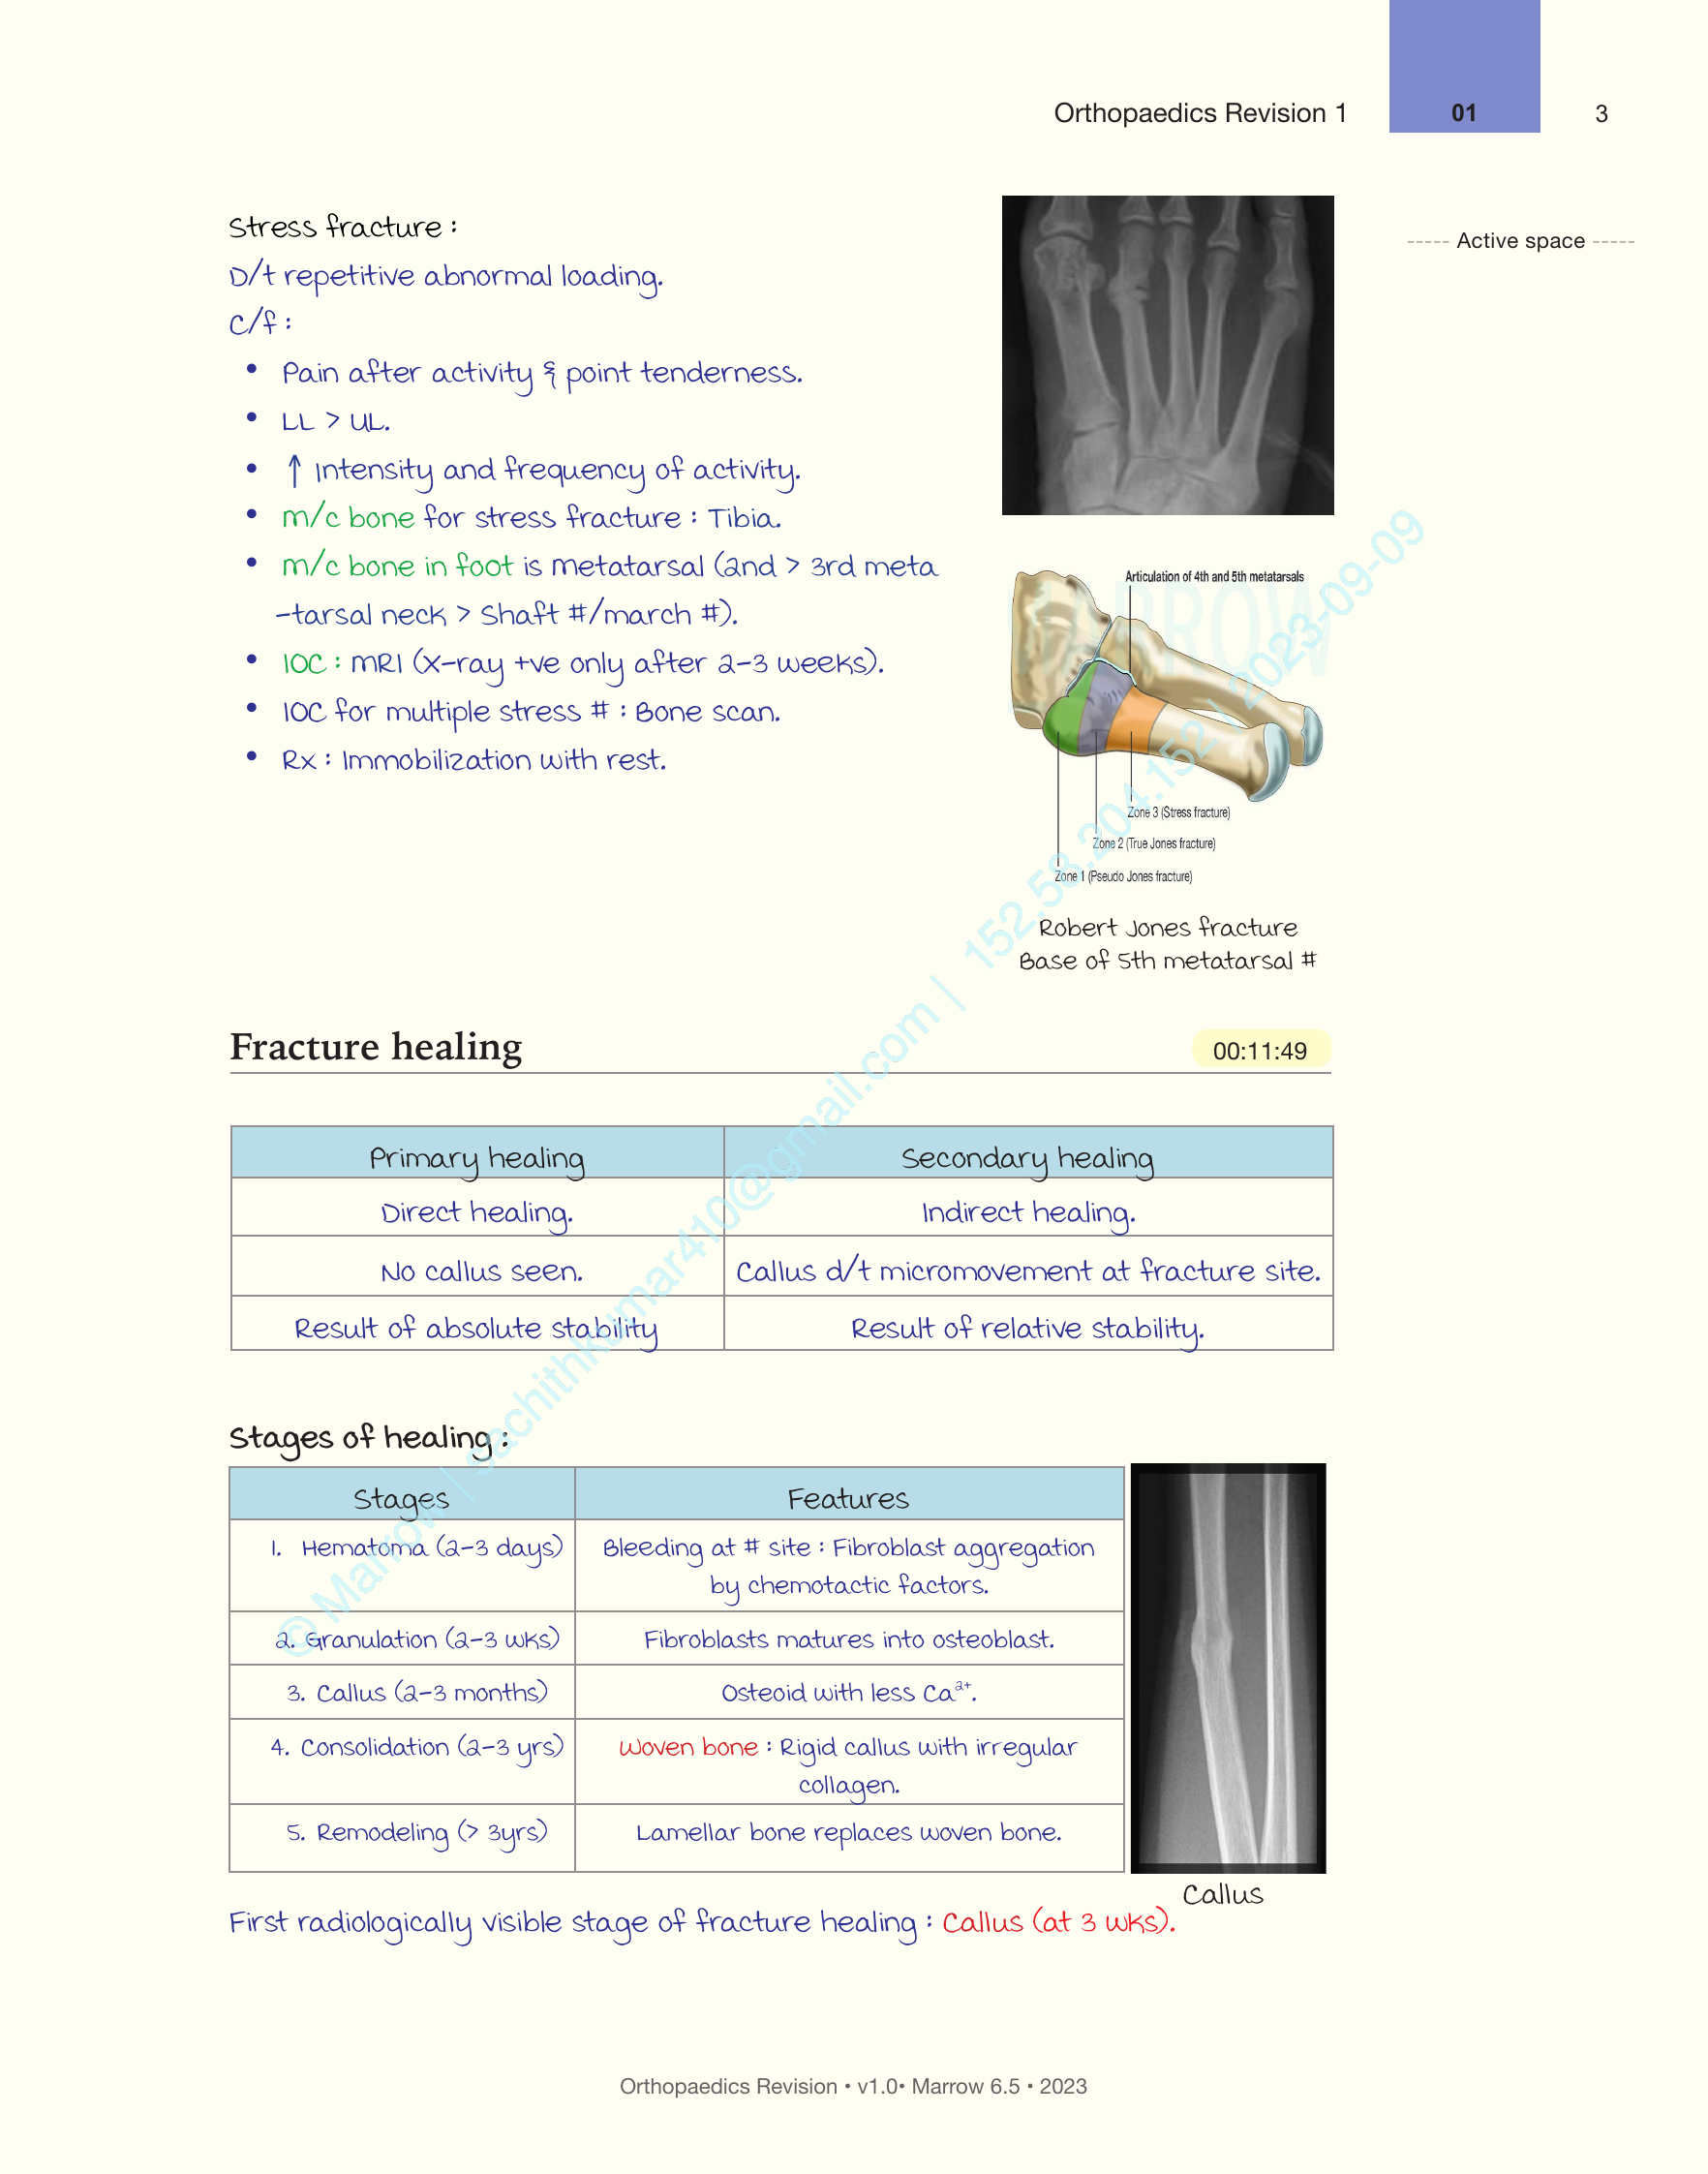 Orthopaedics Revision 1 01 3
----- Active space -----
Stress fracture :
D/t repetitive abnormal loading.
C/f :
• Pain after activity & point tenderness.
• LL > UL.
• ↑ Intensity and frequency of activity.
• m/c bone for stress fracture : Tibia.
• m/c bone in foot is metatarsal (2nd > 3rd meta
-tarsal neck > Shaft #/march #).
• IOC : MRI (X-ray +ve only after 2-3 weeks).
• IOC for multiple stress # : Bone scan.
• Rx : Immobilization with rest.
MARROW
Articulation of 4th and 5th metatarsals
Zone 3 (Stress fracture)
Zone 2 (True Jones fracture)
Zone 1 (Pseudo Jones fracture)
Robert Jones fracture
Base of 5th metatarsal #
Fracture healing 00:11:49
Primary healing Secondary healing
Direct healing. Indirect healing.
No callus seen. Callus d/t micromovement at fracture site.
Result of absolute stability Result of relative stability.
Stages of healing :
Stages Features
1. Hematoma (2-3 days) Bleeding at # site : Fibroblast aggregation
by chemotactic factors.
2. Granulation (2-3 wks) Fibroblasts matures into osteoblast.
3. Callus (2-3 months) Osteoid with less Ca²⁺.
4. Consolidation (2-3 yrs) Woven bone : Rigid callus with irregular
collagen.
5. Remodeling (> 3yrs) Lamellar bone replaces woven bone.
Callus
First radiologically visible stage of fracture healing : Callus (at 3 wks).
© Marrow | sachithkumar410@gmail.com | 152.58.204.152 | 2023-09-09
Orthopaedics Revision • v1.0• Marrow 6.5 • 2023